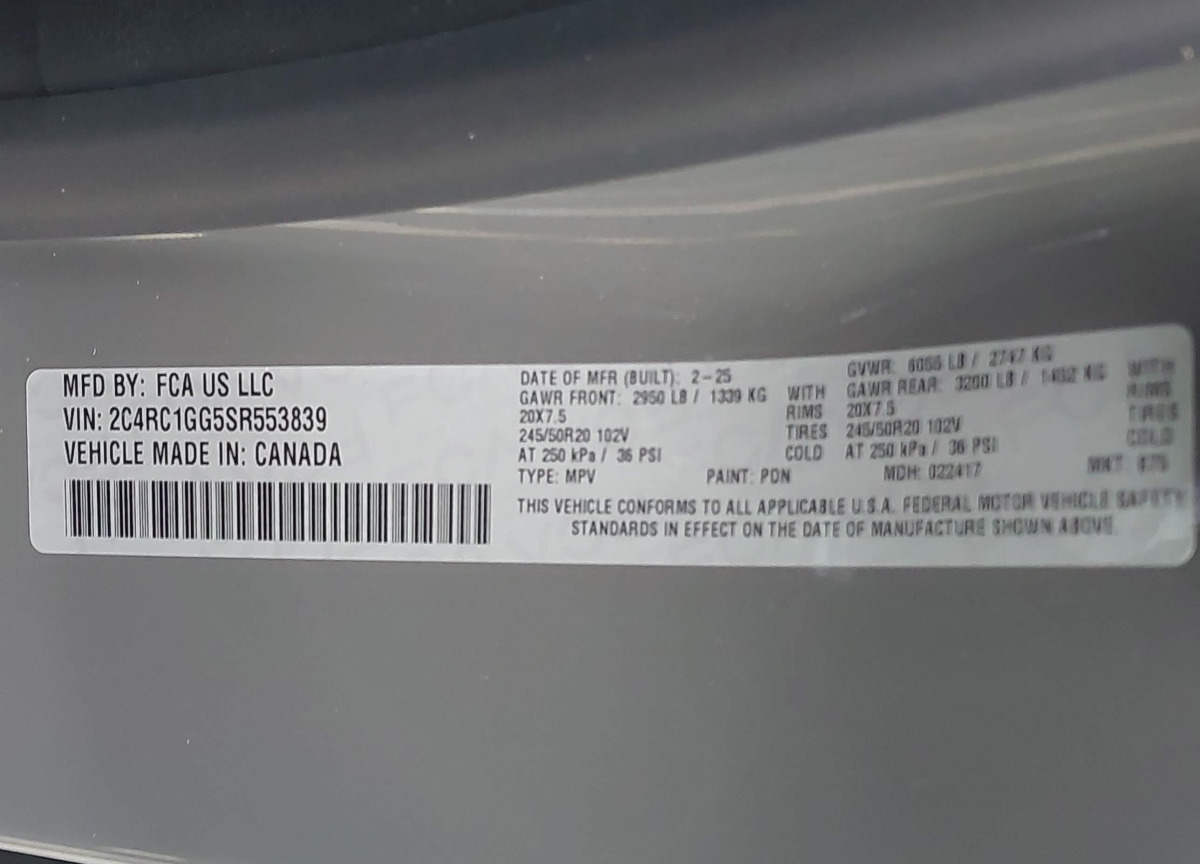 MFD BY: FCA US LLC
VIN: 2C4RC1GG5SR553839
VEHICLE MADE IN: CANADA
DATE OF MFR (BUILT): 2-25 GVWR: 6055 LB / 2747 KG
GAWR FRONT: 2950 LB / 1339 KG WITH GAWR REAR: 3200 LB / 1452 KG WITH
20X7.5 RIMS 20X7.5 RIMS
245/50R20 102V TIRES 245/50R20 102V TIRES
AT 250 kPa / 36 PSI COLD AT 250 kPa / 36 PSI COLD
TYPE: MPV PAINT: PDN MDH: 022417
THIS VEHICLE CONFORMS TO ALL APPLICABLE U.S.A. FEDERAL MOTOR VEHICLE SAFETY
STANDARDS IN EFFECT ON THE DATE OF MANUFACTURE SHOWN ABOVE.